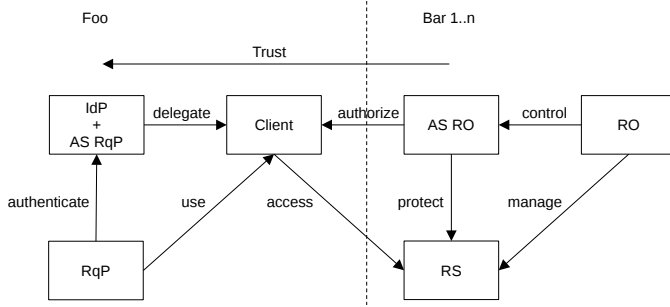 Foo
Bar 1..n
Trust
IdP
+
AS RqP
delegate
Client
authorize
AS RO
control
RO
authenticate
use
access
protect
manage
RqP
RS